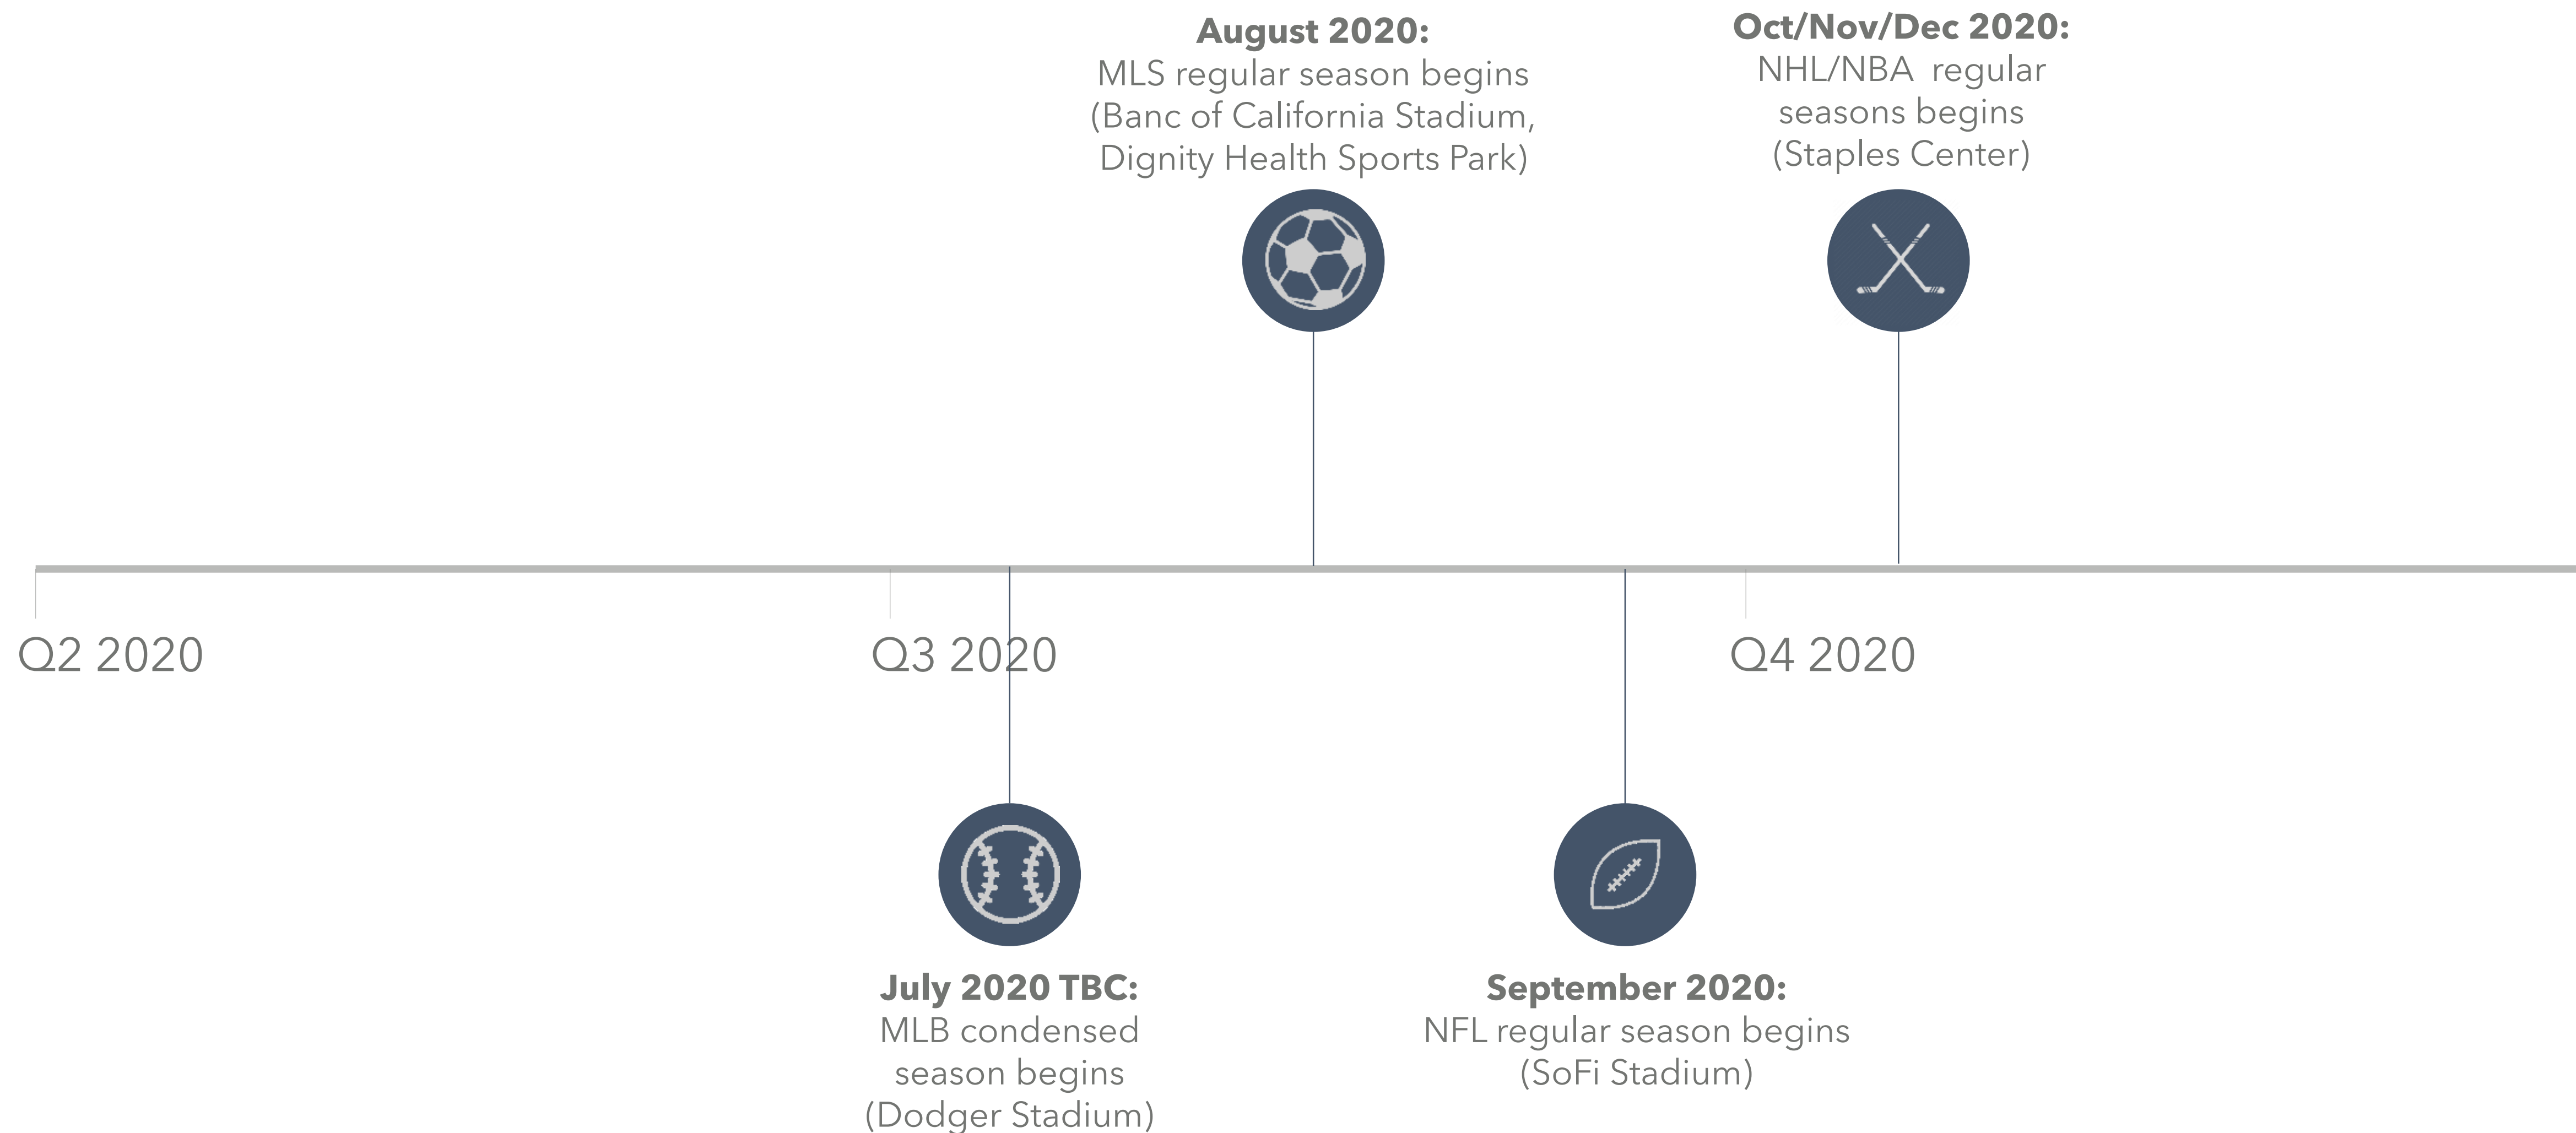 August 2020:
MLS regular season begins
(Banc of California Stadium,
Dignity Health Sports Park)
Oct/Nov/Dec 2020:
NHL/NBA  regular
seasons begins
(Staples Center)
Q2 2020
Q3 2020
Q4 2020
July 2020 TBC:
MLB condensed
season begins
(Dodger Stadium)
September 2020:
NFL regular season begins
(SoFi Stadium)